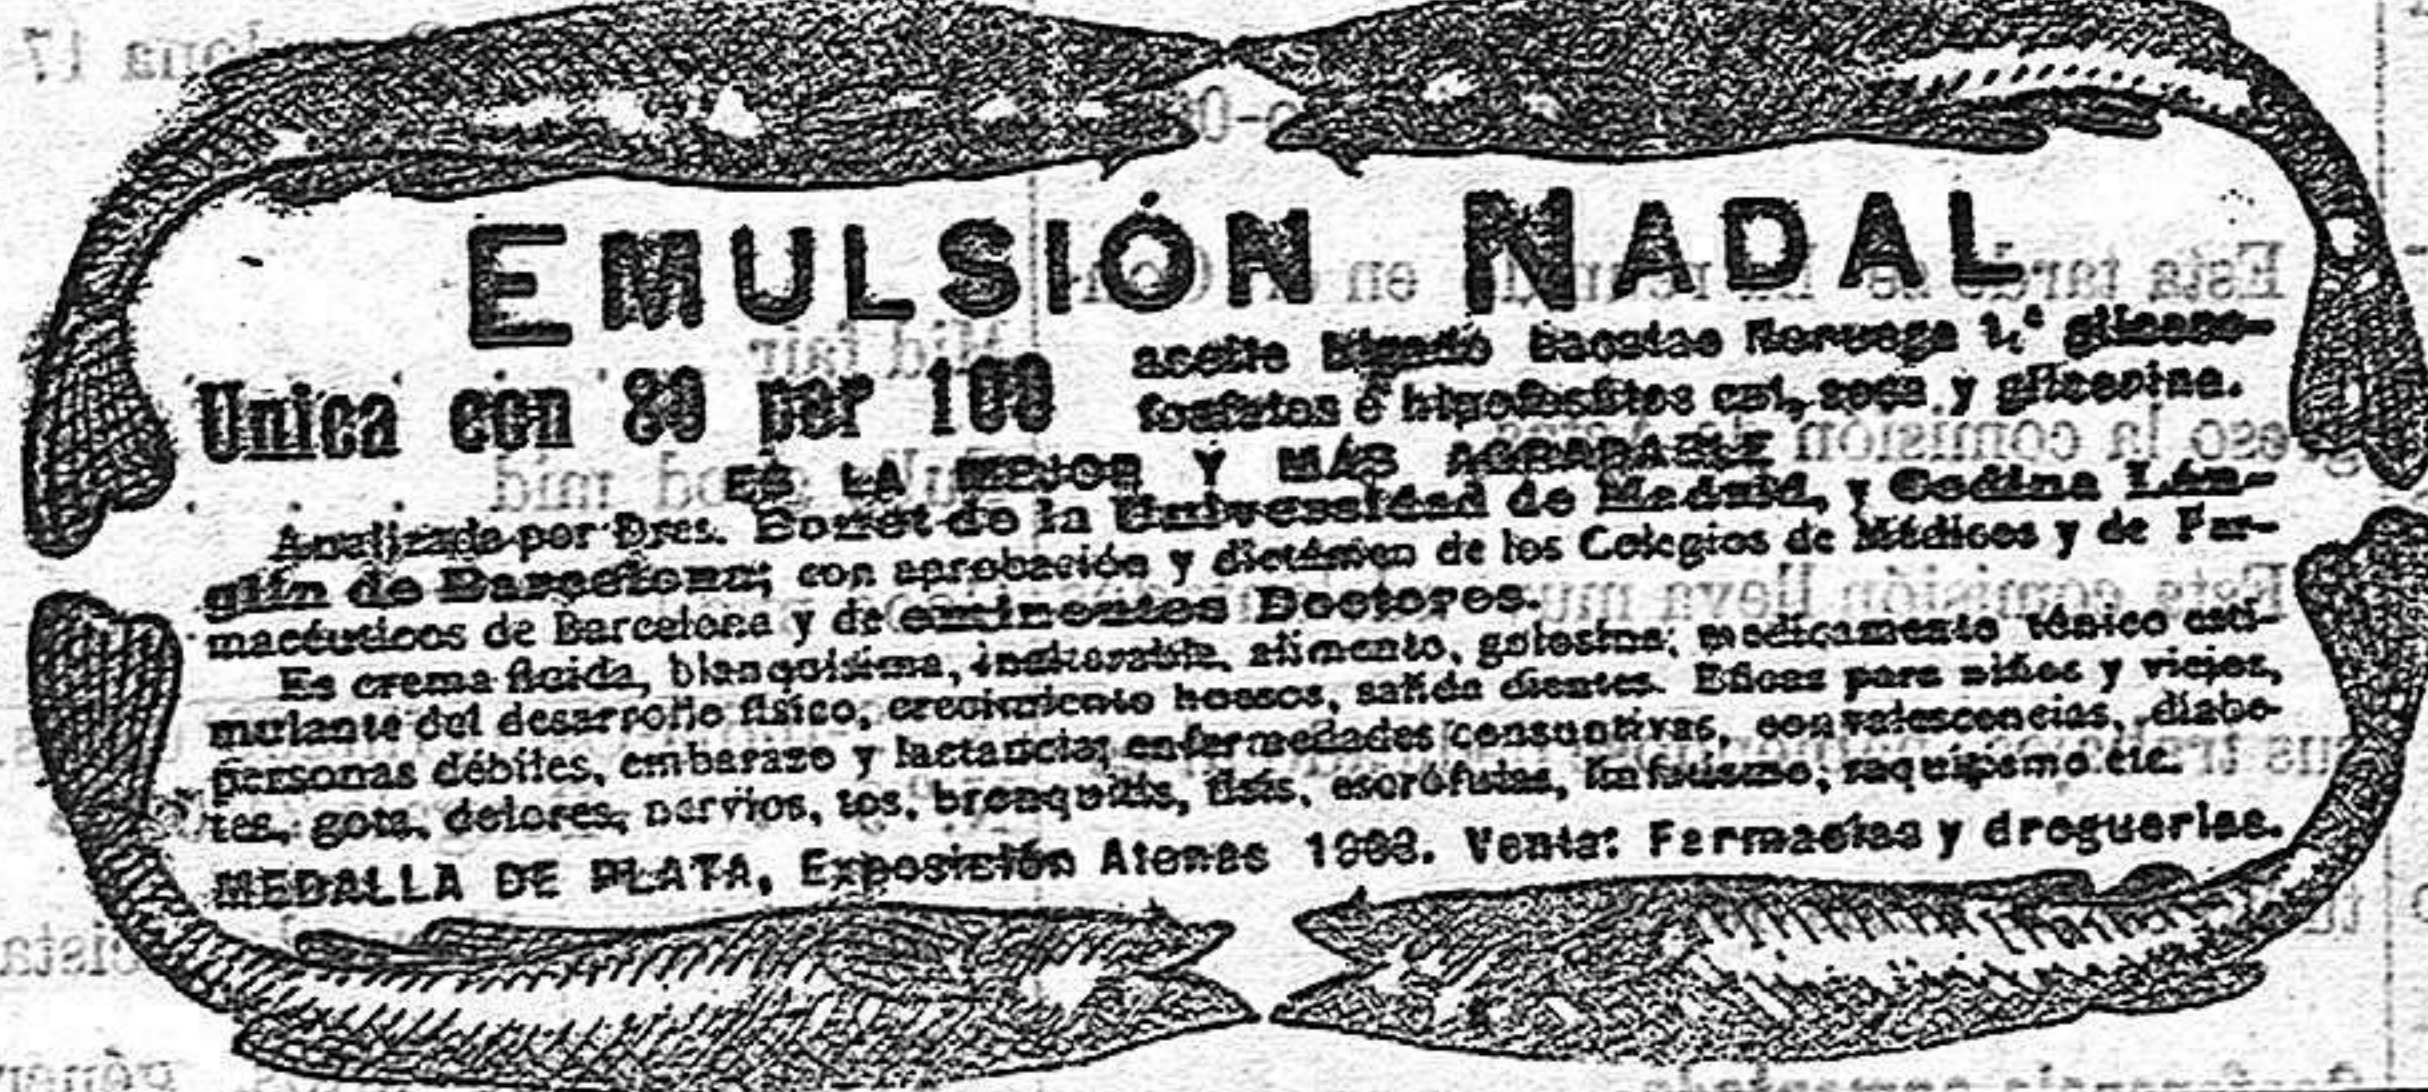 EMULSIÓN NADAL
Unica con 80 por 100
aceite hígado bacalao Noruega 1.ª glicero-
fosfatos é hipofosfitos cal, sosa y glicerina.
ES LA MEJOR Y MÁS AGRADABLE
Analizada por Dres. Bonet de la Universidad de Madrid, y Codina Län-
glin de Barcelona; con aprobación y dictámen de los Colegios de Médicos y de Far-
macéuticos de Barcelona y de eminentes Doctores.
Es crema fluida, blanquísima, inalterable, alimento, golosina; medicamento tónico esti-
mulante del desarrollo físico, crecimiento huesos, salida dientes. Eficaz para niños y viejos,
personas débiles, embarazo y lactancia; enfermedades consuntivas, convalescencias, diabe-
tes, gota, dolores, nervios, tos, bronquitis, tisis, escrófulas, linfatismo, raquitismo etc.
MEDALLA DE PLATA, Exposición Atenas 1903. Venta: Farmacias y droguerías.